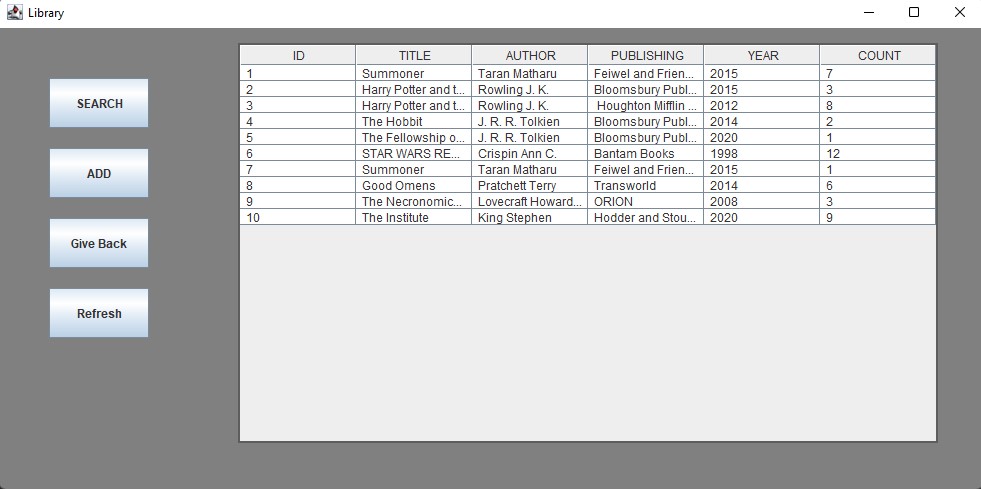 Library
SEARCH
ADD
Give Back
Refresh
ID TITLE AUTHOR PUBLISHING YEAR COUNT
1 Summoner Taran Matharu Feiwel and Frien... 2015 7
2 Harry Potter and t... Rowling J. K. Bloomsbury Publ... 2015 3
3 Harry Potter and t... Rowling J. K. Houghton Mifflin ... 2012 8
4 The Hobbit J. R. R. Tolkien Bloomsbury Publ... 2014 2
5 The Fellowship o... J. R. R. Tolkien Bloomsbury Publ... 2020 1
6 STAR WARS RE... Crispin Ann C. Bantam Books 1998 12
7 Summoner Taran Matharu Feiwel and Frien... 2015 1
8 Good Omens Pratchett Terry Transworld 2014 6
9 The Necronomic... Lovecraft Howard... ORION 2008 3
10 The Institute King Stephen Hodder and Stou... 2020 9